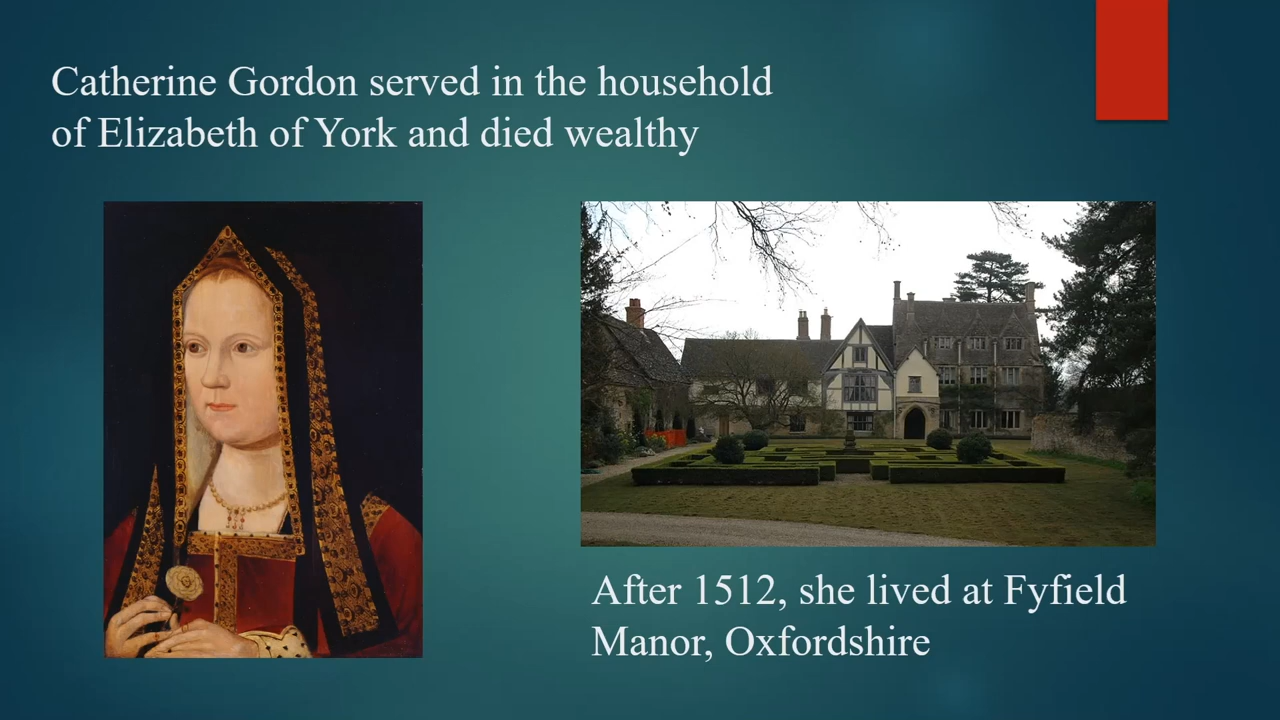 Catherine Gordon served in the household
of Elizabeth of York and died wealthy
After 1512, she lived at Fyfield
Manor, Oxfordshire